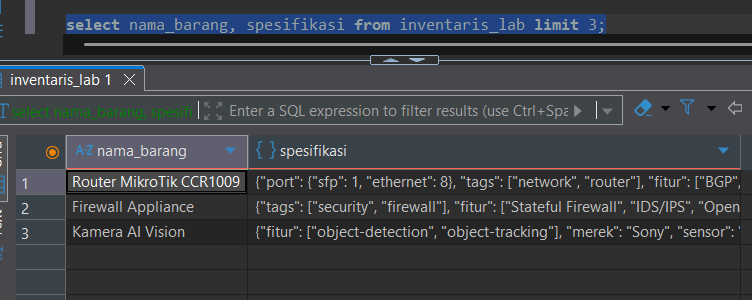 select nama_barang, spesifikasi from inventaris_lab limit 3;
inventaris_lab 1
select nama_barang, spesifi Enter a SQL expression to filter results (use Ctrl+Spa
A-Z nama_barang { } spesifikasi
1 Router MikroTik CCR1009 {"port": {"sfp": 1, "ethernet": 8}, "tags": ["network", "router"], "fitur": ["BGP",
2 Firewall Appliance {"tags": ["security", "firewall"], "fitur": ["Stateful Firewall", "IDS/IPS", "Open
3 Kamera AI Vision {"fitur": ["object-detection", "object-tracking"], "merek": "Sony", "sensor": "